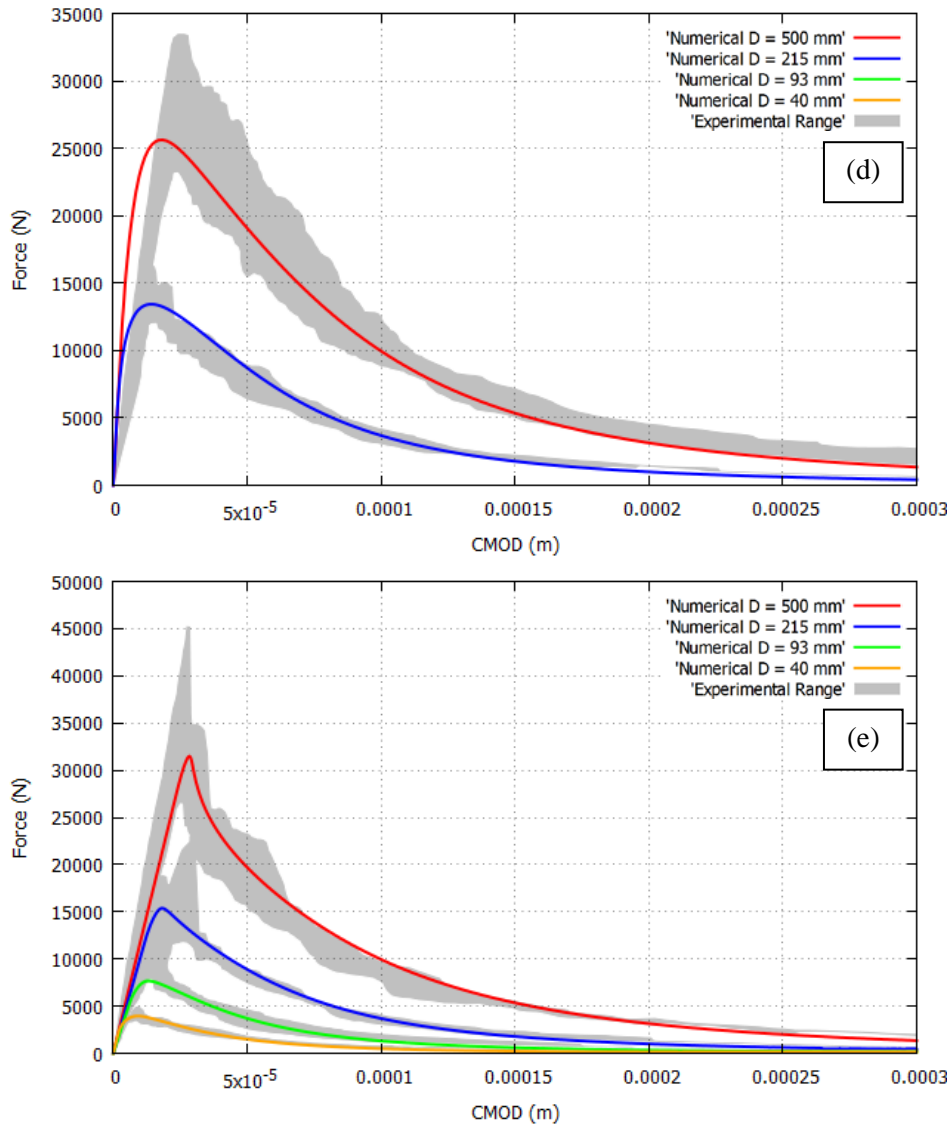 35000
30000
25000
20000
15000
10000
5000
0
Force (N)
'Numerical D = 500 mm'
'Numerical D = 215 mm'
'Numerical D = 93 mm'
'Numerical D = 40 mm'
'Experimental Range'
(d)
0 5x10-5 0.0001 0.00015 0.0002 0.00025 0.0003
CMOD (m)
50000
45000
40000
35000
30000
25000
20000
15000
10000
5000
0
Force (N)
'Numerical D = 500 mm'
'Numerical D = 215 mm'
'Numerical D = 93 mm'
'Numerical D = 40 mm'
'Experimental Range'
(e)
0 5x10-5 0.0001 0.00015 0.0002 0.00025 0.0003
CMOD (m)